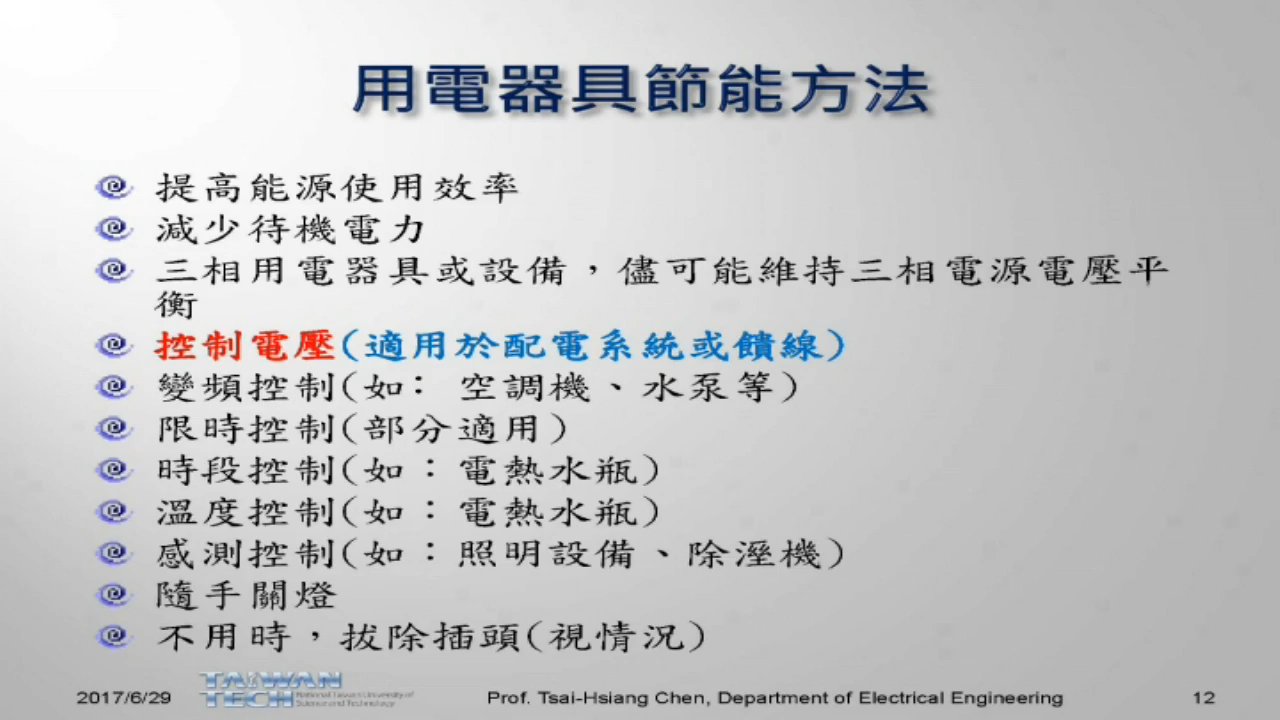 用電器具節能方法
提高能源使用效率
減少待機電力
三相用電器具或設備，儘可能維持三相電源電壓平
衡
控制電壓(適用於配電系統或饋線)
變頻控制(如: 空調機、水泵等)
限時控制(部分適用)
時段控制(如：電熱水瓶)
溫度控制(如：電熱水瓶)
感測控制(如：照明設備、除溼機)
隨手關燈
不用時，拔除插頭(視情況)
2017/6/29
TAIWAN
TECH
National Taiwan University of
Science and Technology
Prof. Tsai-Hsiang Chen, Department of Electrical Engineering
12